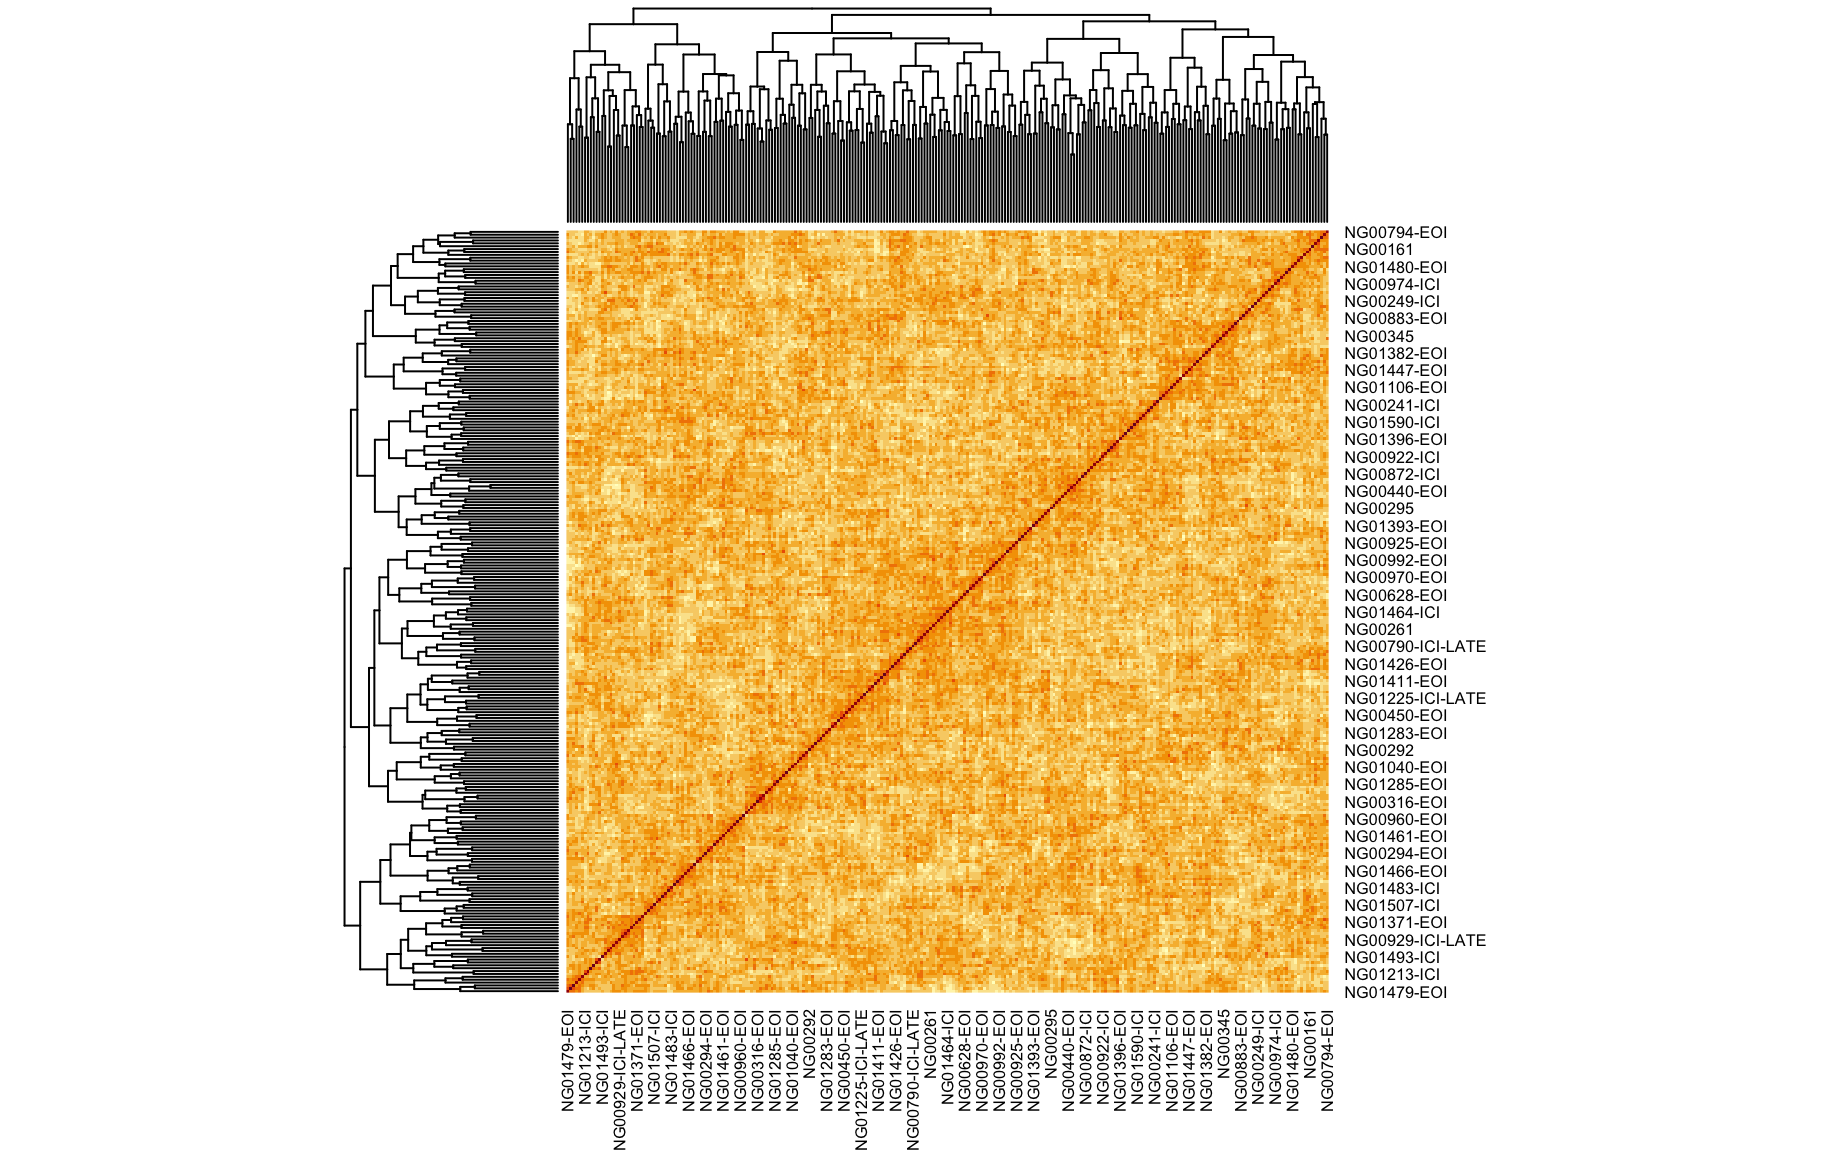 NG00794-EOI
NG00161
NG01480-EOI
NG00974-ICI
NG00249-ICI
NG00883-EOI
NG00345
NG01382-EOI
NG01447-EOI
NG01106-EOI
NG00241-ICI
NG01590-ICI
NG01396-EOI
NG00922-ICI
NG00872-ICI
NG00440-EOI
NG00295
NG01393-EOI
NG00925-EOI
NG00992-EOI
NG00970-EOI
NG00628-EOI
NG01464-ICI
NG00261
NG00790-ICI-LATE
NG01426-EOI
NG01411-EOI
NG01225-ICI-LATE
NG00450-EOI
NG01283-EOI
NG00292
NG01040-EOI
NG01285-EOI
NG00316-EOI
NG00960-EOI
NG01461-EOI
NG00294-EOI
NG01466-EOI
NG01483-ICI
NG01507-ICI
NG01371-EOI
NG00929-ICI-LATE
NG01493-ICI
NG01213-ICI
NG01479-EOI
NG01479-EOI
NG01213-ICI
NG01493-ICI
NG00929-ICI-LATE
NG01371-EOI
NG01507-ICI
NG01483-ICI
NG01466-EOI
NG00294-EOI
NG01461-EOI
NG00960-EOI
NG00316-EOI
NG01285-EOI
NG01040-EOI
NG00292
NG01283-EOI
NG00450-EOI
NG01225-ICI-LATE
NG01411-EOI
NG01426-EOI
NG00790-ICI-LATE
NG00261
NG01464-ICI
NG00628-EOI
NG00970-EOI
NG00992-EOI
NG00925-EOI
NG01393-EOI
NG00295
NG00440-EOI
NG00872-ICI
NG00922-ICI
NG01396-EOI
NG01590-ICI
NG00241-ICI
NG01106-EOI
NG01447-EOI
NG01382-EOI
NG00345
NG00883-EOI
NG00249-ICI
NG00974-ICI
NG01480-EOI
NG00161
NG00794-EOI